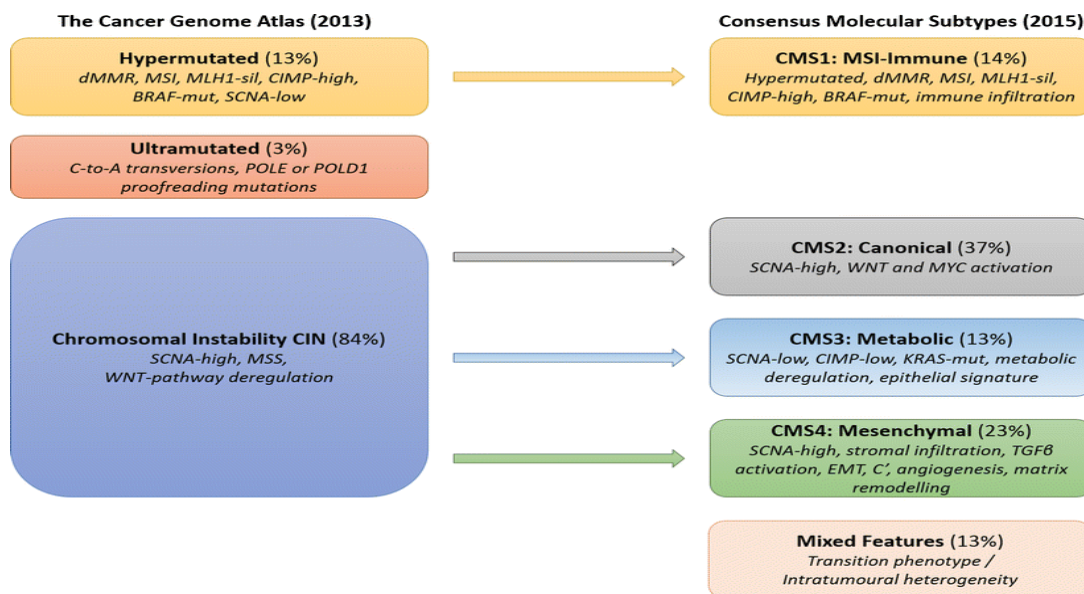 The Cancer Genome Atlas (2013)
Hypermutated (13%)
dMMR, MSI, MLH1-sil, CIMP-high,
BRAF-mut, SCNA-low
Ultramutated (3%)
C-to-A transversions, POLE or POLD1
proofreading mutations
Chromosomal Instability CIN (84%)
SCNA-high, MSS,
WNT-pathway deregulation
Consensus Molecular Subtypes (2015)
CMS1: MSI-Immune (14%)
Hypermutated, dMMR, MSI, MLH1-sil,
CIMP-high, BRAF-mut, immune infiltration
CMS2: Canonical (37%)
SCNA-high, WNT and MYC activation
CMS3: Metabolic (13%)
SCNA-low, CIMP-low, KRAS-mut, metabolic
deregulation, epithelial signature
CMS4: Mesenchymal (23%)
SCNA-high, stromal infiltration, TGFβ
activation, EMT, C’, angiogenesis, matrix
remodelling
Mixed Features (13%)
Transition phenotype /
Intratumoural heterogeneity